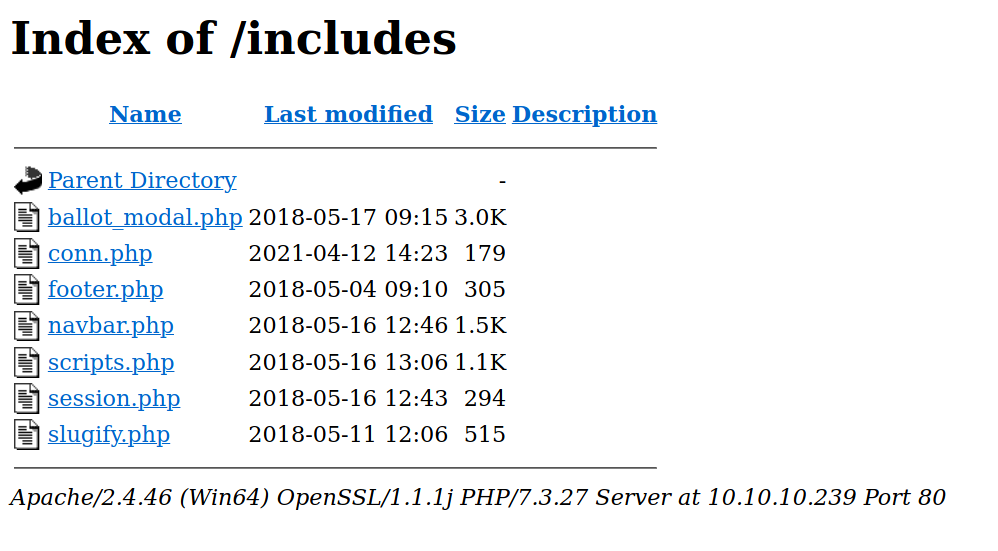 Index of /includes
Name Last modified Size Description
Parent Directory -
ballot_modal.php 2018-05-17 09:15 3.0K
conn.php 2021-04-12 14:23 179
footer.php 2018-05-04 09:10 305
navbar.php 2018-05-16 12:46 1.5K
scripts.php 2018-05-16 13:06 1.1K
session.php 2018-05-16 12:43 294
slugify.php 2018-05-11 12:06 515
Apache/2.4.46 (Win64) OpenSSL/1.1.1j PHP/7.3.27 Server at 10.10.10.239 Port 80